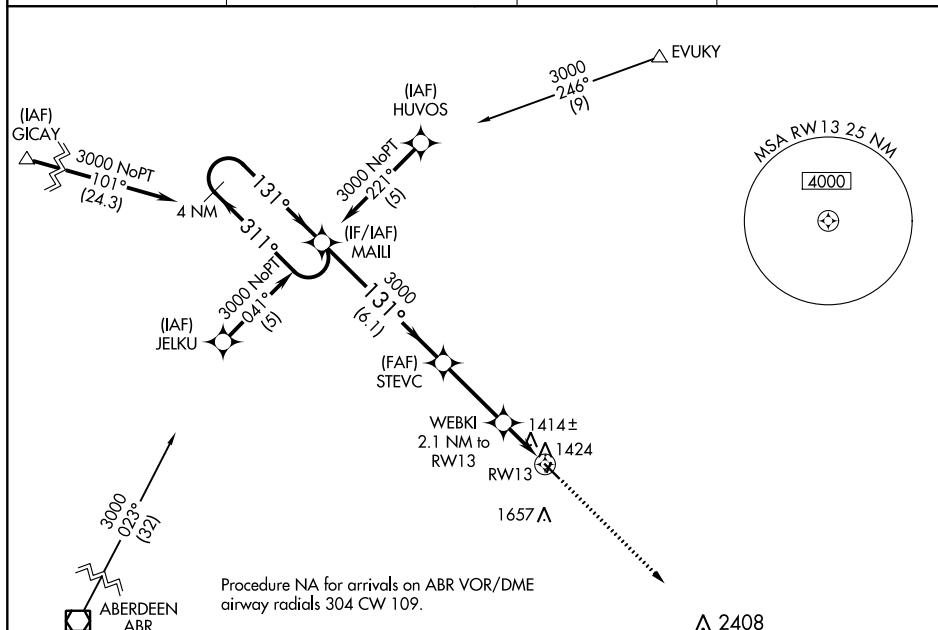 EVUKY
3000
246°
(9)
(IAF)
HUVOS
(IAF)
GICAY
3000 NoPT
101°
(24.3)
4 NM
131°
311°
3000 NoPT
221°
(5)
(IF/IAF)
MAILI
MSA RW13 25 NM
4000
3000 NoPT
041°
(5)
(IAF)
JELKU
3000
131°
(6.1)
(FAF)
STEVC
WEBKI
2.1 NM to
RW13
1414±
1424
RW13
1657
3000
023°
(32)
Procedure NA for arrivals on ABR VOR/DME
airway radials 304 CW 109.
ABERDEEN
ABR
2408